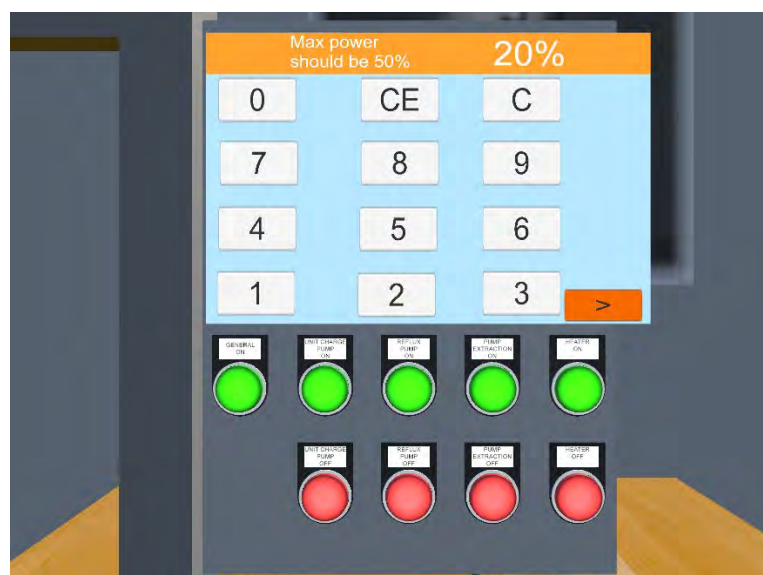 Max power
should be 50%
20%
0 CE C
7 8 9
4 5 6
1 2 3
>
GENERAL
ON
UNIT CHARGE
PUMP
ON
REFLUX
PUMP
ON
PUMP
EXTRACTION
ON
HEATER
ON
UNIT CHARGE
PUMP
OFF
REFLUX
PUMP
OFF
PUMP
EXTRACTION
OFF
HEATER
OFF